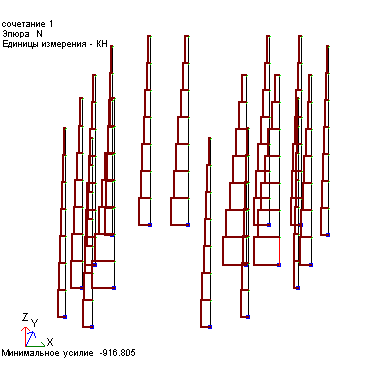 сочетание 1
Эпюра N
Единицы измерения - КН
Z
Y
X
Минимальное усилие -916.805